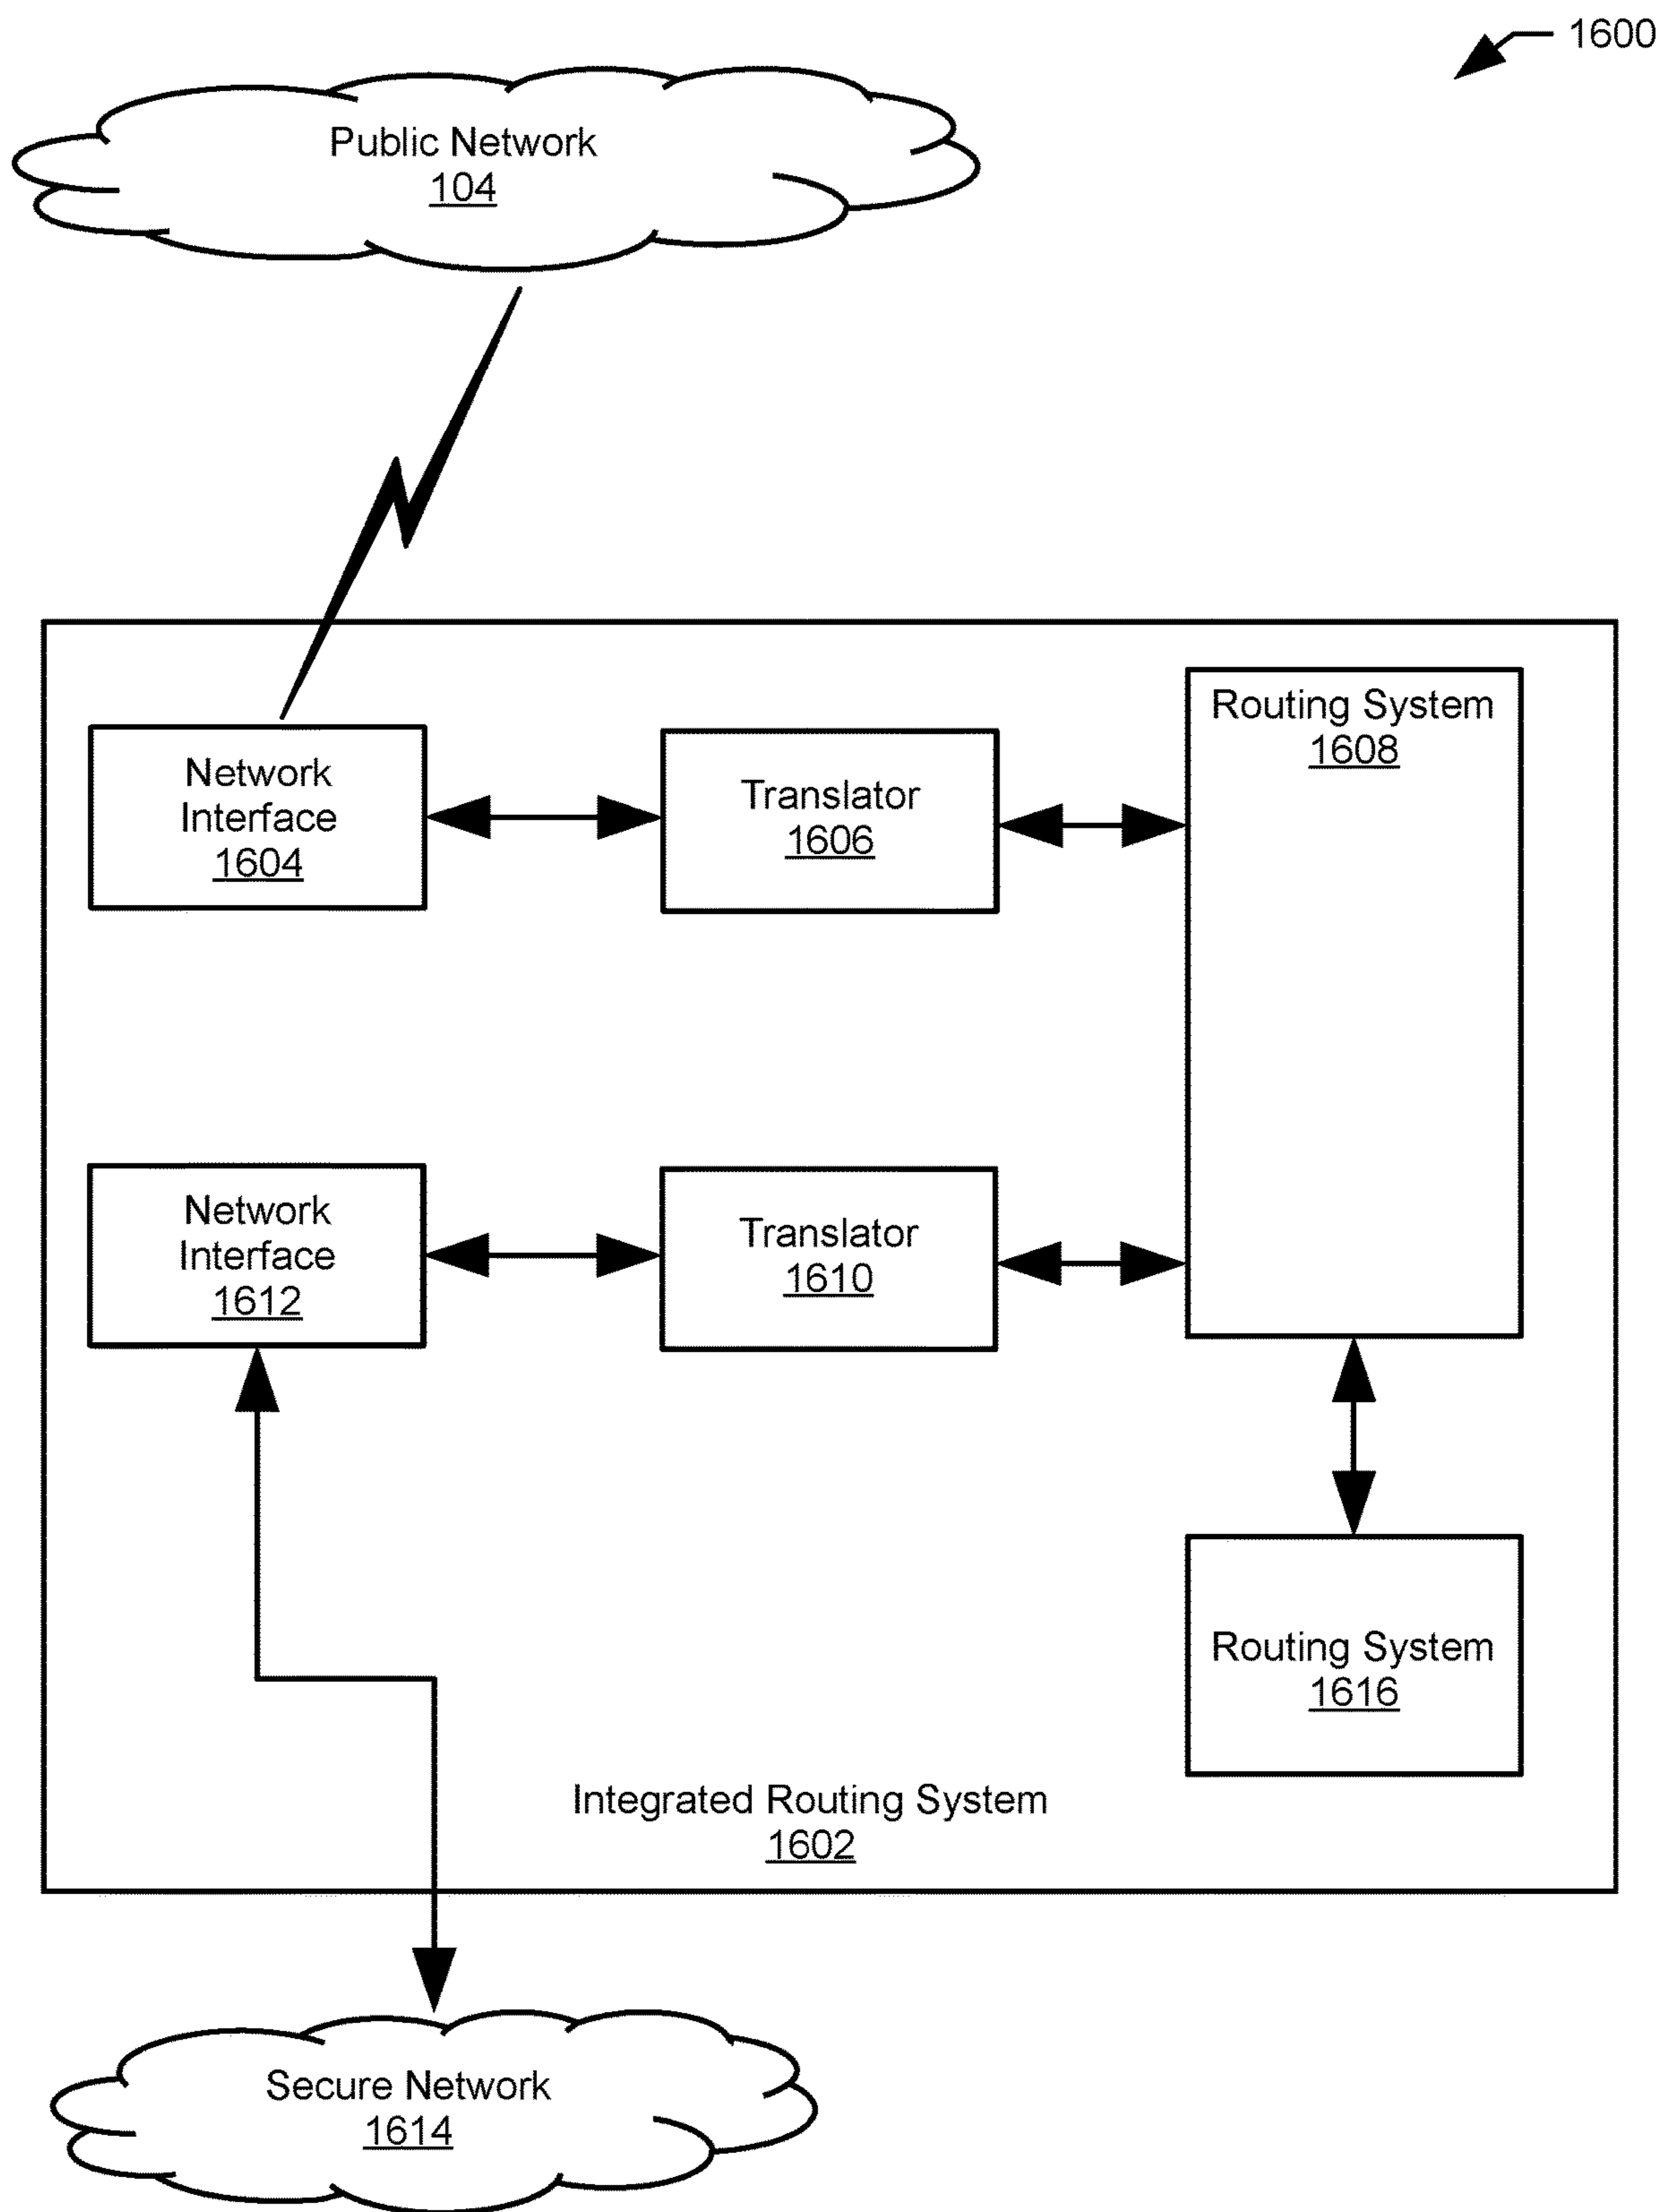 1600
Public Network
104
Network
Interface
1604
Translator
1606
Routing System
1608
Network
Interface
1612
Translator
1610
Routing System
1616
Integrated Routing System
1602
Secure Network
1614